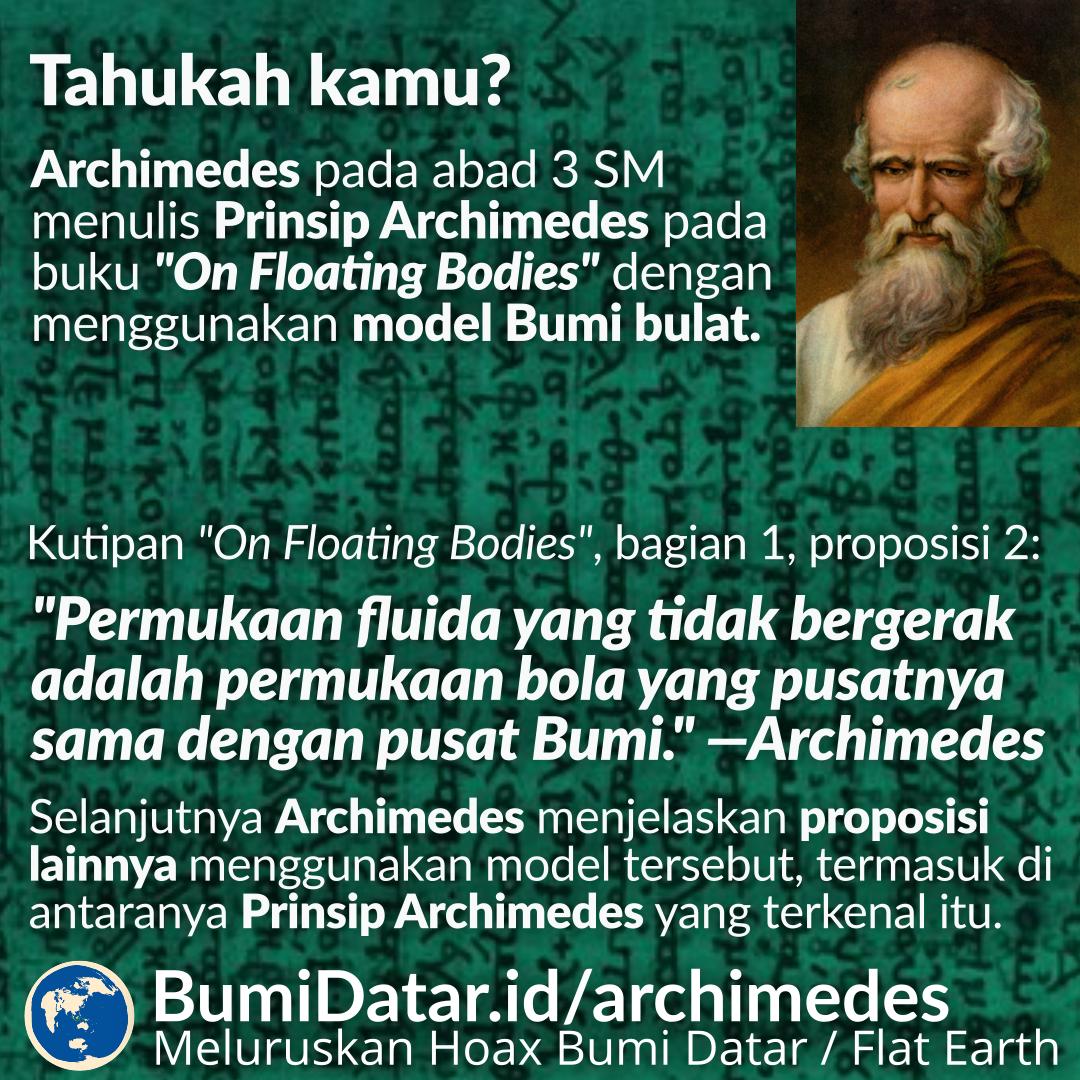 Tahukah kamu?
Archimedes pada abad 3 SM
menulis Prinsip Archimedes pada
buku "On Floating Bodies" dengan
menggunakan model Bumi bulat.
Kutipan "On Floating Bodies", bagian 1, proposisi 2:
"Permukaan fluida yang tidak bergerak
adalah permukaan bola yang pusatnya
sama dengan pusat Bumi." —Archimedes
Selanjutnya Archimedes menjelaskan proposisi
lainnya menggunakan model tersebut, termasuk di
antaranya Prinsip Archimedes yang terkenal itu.
BumiDatar.id/archimedes
Meluruskan Hoax Bumi Datar / Flat Earth